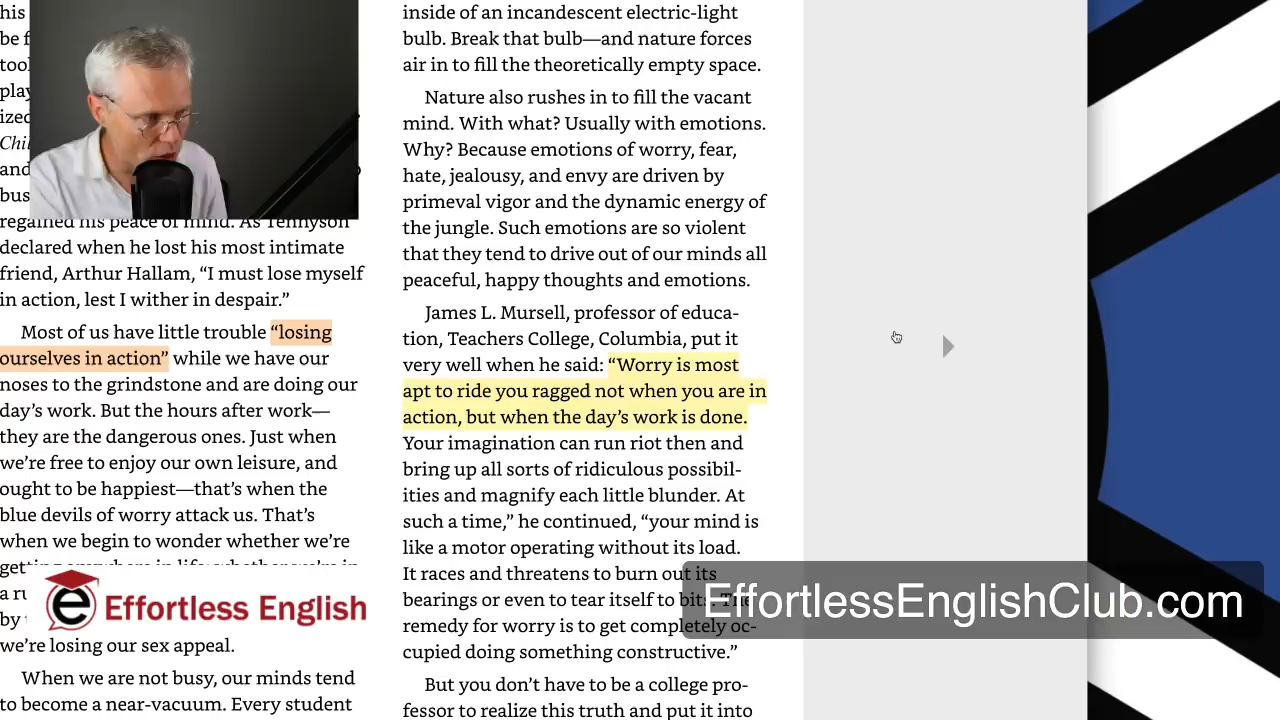 his
be f
tool
play
ized
Chil
and
bus
regained his peace of mind. As Tennyson
declared when he lost his most intimate
friend, Arthur Hallam, “I must lose myself
in action, lest I wither in despair.”
Most of us have little trouble “losing
ourselves in action” while we have our
noses to the grindstone and are doing our
day’s work. But the hours after work—
they are the dangerous ones. Just when
we’re free to enjoy our own leisure, and
ought to be happiest—that’s when the
blue devils of worry attack us. That’s
when we begin to wonder whether we’re
getting anywhere in life; whether we’re in
a ru
by
we’re losing our sex appeal.
When we are not busy, our minds tend
to become a near-vacuum. Every student
inside of an incandescent electric-light
bulb. Break that bulb—and nature forces
air in to fill the theoretically empty space.
Nature also rushes in to fill the vacant
mind. With what? Usually with emotions.
Why? Because emotions of worry, fear,
hate, jealousy, and envy are driven by
primeval vigor and the dynamic energy of
the jungle. Such emotions are so violent
that they tend to drive out of our minds all
peaceful, happy thoughts and emotions.
James L. Mursell, professor of educa-
tion, Teachers College, Columbia, put it
very well when he said: “Worry is most
apt to ride you ragged not when you are in
action, but when the day’s work is done.
Your imagination can run riot then and
bring up all sorts of ridiculous possibil-
ities and magnify each little blunder. At
such a time,” he continued, “your mind is
like a motor operating without its load.
It races and threatens to burn out its
bearings or even to tear itself to bits. The
remedy for worry is to get completely oc-
cupied doing something constructive.”
But you don’t have to be a college pro-
fessor to realize this truth and put it into
e Effortless English
EffortlessEnglishClub.com